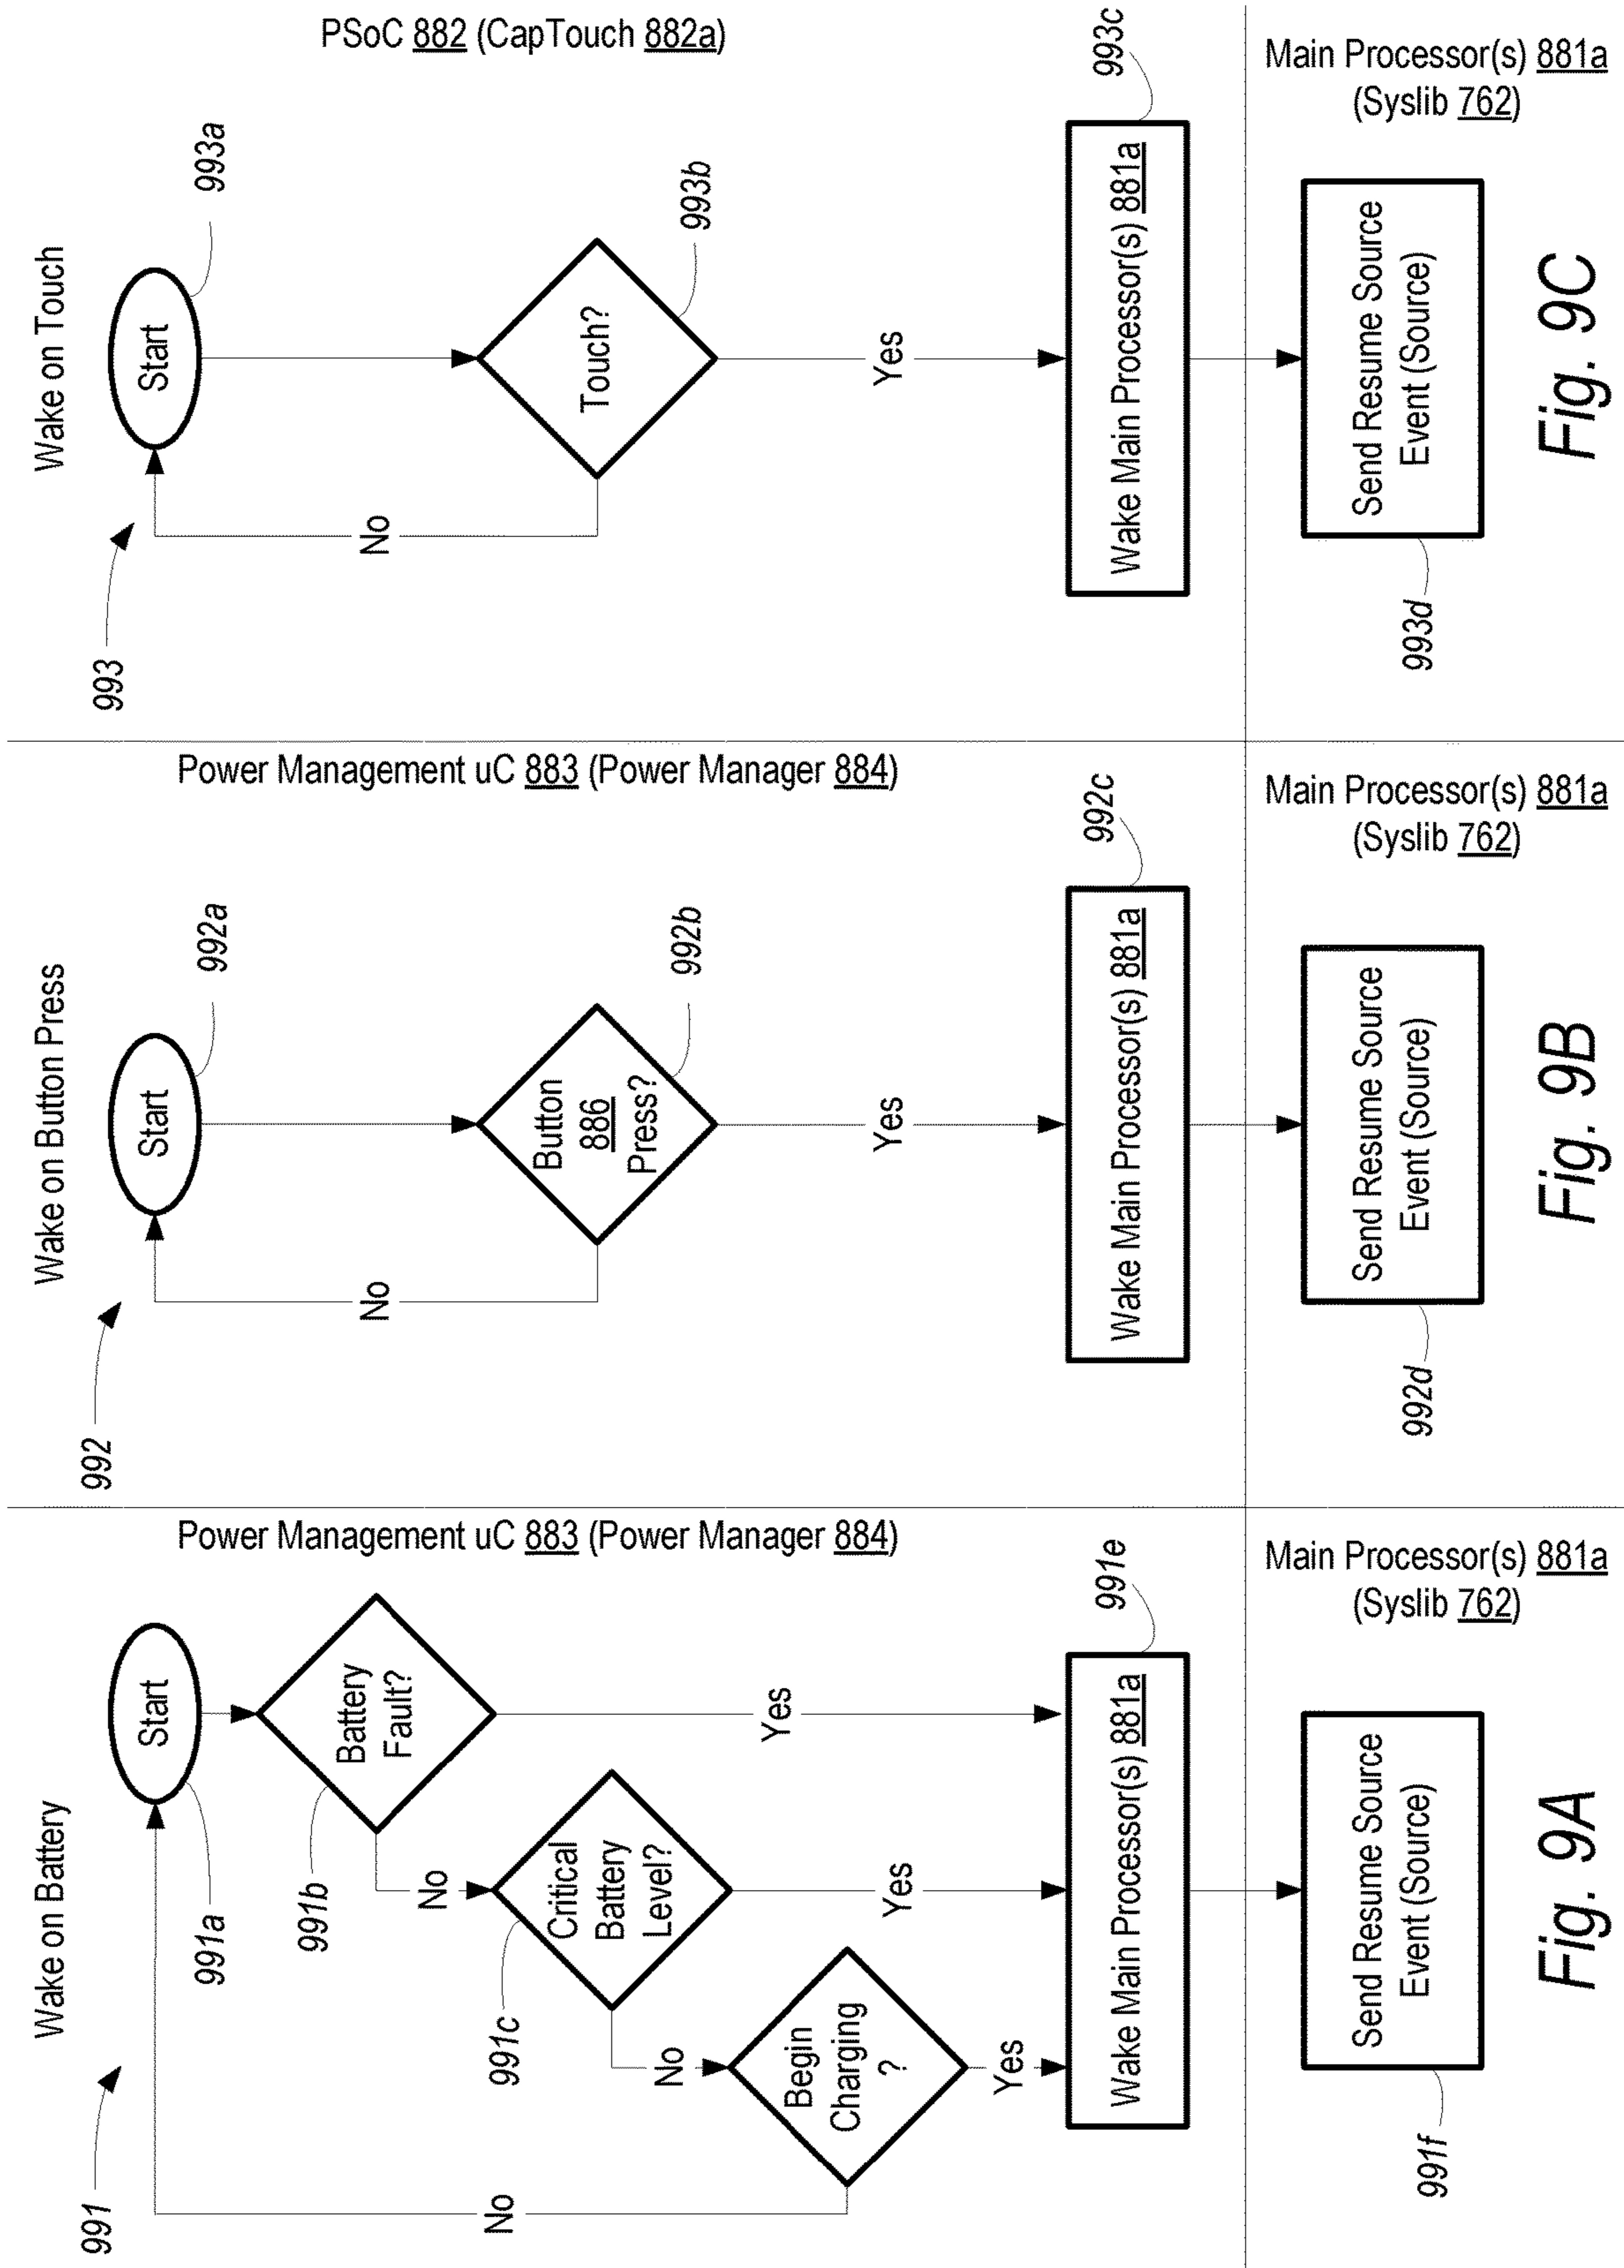 Wake on Battery
991
Power Management uC 883 (Power Manager 884)
Start
991a
Battery
Fault?
991b
No
Yes
Critical
Battery
Level?
991c
No
Yes
Begin
Charging
?
No
Yes
Wake Main Processor(s) 881a
991e
Main Processor(s) 881a
(Syslib 762)
Send Resume Source
Event (Source)
991f
Fig. 9A
Wake on Button Press
992
Power Management uC 883 (Power Manager 884)
Start
992a
No
Button
886
Press?
992b
Yes
Wake Main Processor(s) 881a
992c
Main Processor(s) 881a
(Syslib 762)
Send Resume Source
Event (Source)
992d
Fig. 9B
Wake on Touch
993
PSoC 882 (CapTouch 882a)
Start
993a
No
Touch?
993b
Yes
Wake Main Processor(s) 881a
993c
Main Processor(s) 881a
(Syslib 762)
Send Resume Source
Event (Source)
993d
Fig. 9C